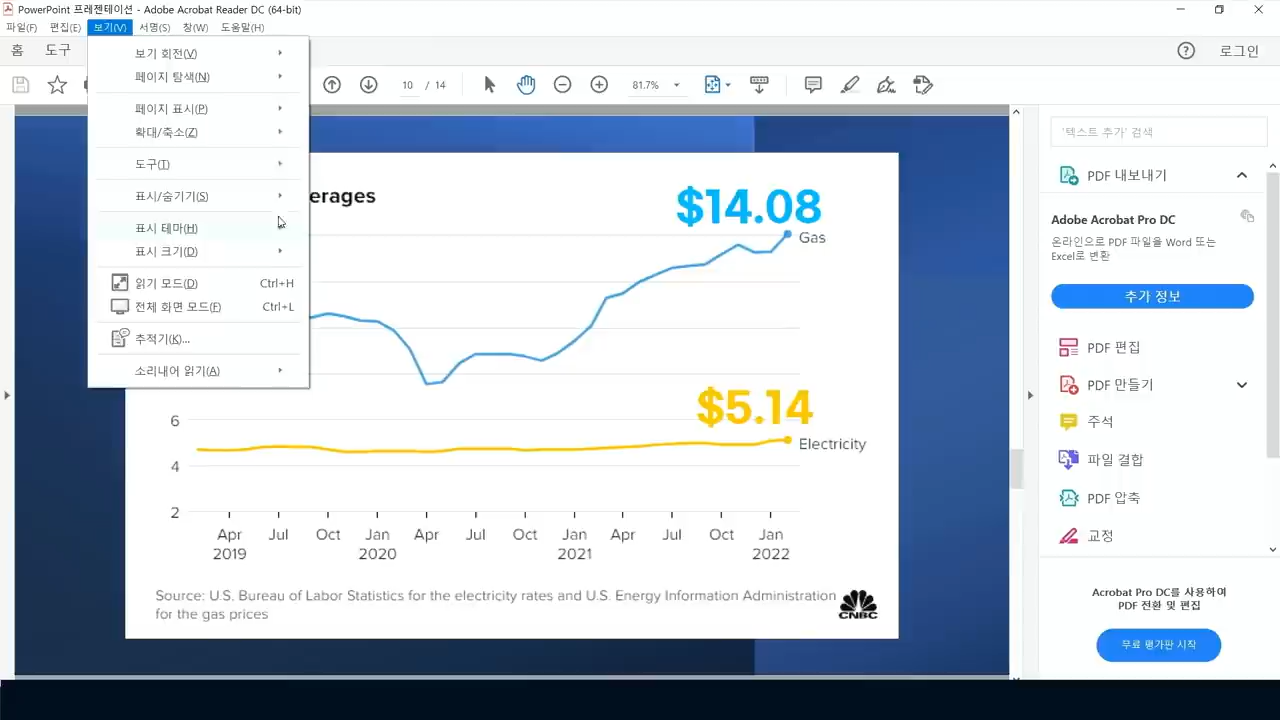 PowerPoint 프레젠테이션 - Adobe Acrobat Reader DC (64-bit)
파일(F) 편집(E) 보기(V) 서명(S) 창(W) 도움말(H)
홈 도구
로그인
10 / 14
81.7%
보기 회전(V)
페이지 탐색(N)
페이지 표시(P)
확대/축소(Z)
도구(T)
표시/숨기기(S)
표시 테마(H)
표시 크기(D)
읽기 모드(D) Ctrl+H
전체 화면 모드(F) Ctrl+L
추적기(K)...
소리내어 읽기(A)
erages
$14.08
Gas
$5.14
Electricity
6
4
2
Apr Jul Oct Jan Apr Jul Oct Jan Apr Jul Oct Jan
2019 2020 2021 2022
Source: U.S. Bureau of Labor Statistics for the electricity rates and U.S. Energy Information Administration
for the gas prices
CNBC
'텍스트 추가' 검색
PDF 내보내기
Adobe Acrobat Pro DC
온라인으로 PDF 파일을 Word 또는
Excel로 변환
추가 정보
PDF 편집
PDF 만들기
주석
파일 결합
PDF 압축
교정
Acrobat Pro DC를 사용하여
PDF 전환 및 편집
무료 평가판 시작